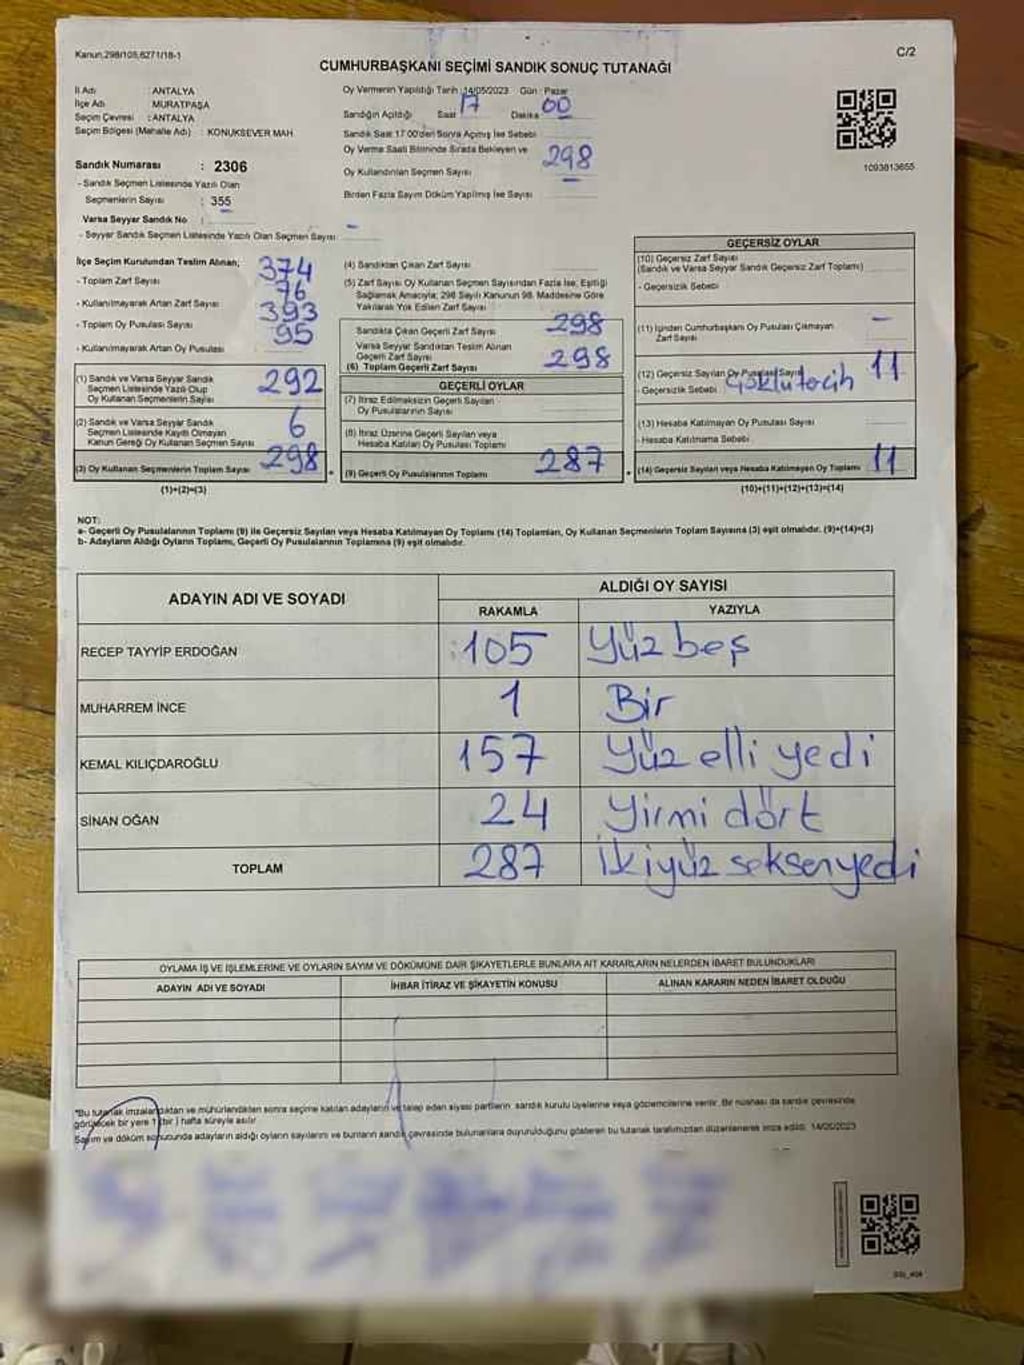 Kanun,298/105,6271/18-1
C/2
CUMHURBAŞKANI SEÇİMİ SANDIK SONUÇ TUTANAĞI
İl Adı : ANTALYA
İlçe Adı : MURATPAŞA
Seçim Çevresi : ANTALYA
Seçim Bölgesi (Mahalle Adı) : KONUKSEVER MAH.
Sandık Numarası : 2306
- Sandık Seçmen Listesinde Yazılı Olan
Seçmenlerin Sayısı : 355
Varsa Seyyar Sandık No :
- Seyyar Sandık Seçmen Listesinde Yazılı Olan Seçmen Sayısı: -
Oy Vermenin Yapıldığı Tarih :14/05/2023 Gün : Pazar
Sandığın Açıldığı Saat 17 Dakika 00
Sandık Saat 17:00'den Sonra Açılmış İse Sebebi
Oy Verme Saati Bitiminde Sırada Bekleyen ve
Oy Kullandırılan Seçmen Sayısı 298
Birden Fazla Sayım Döküm Yapılmış İse Sayısı -
1093813655
İlçe Seçim Kurulundan Teslim Alınan;
- Toplam Zarf Sayısı 374
- Kullanılmayarak Artan Zarf Sayısı 76
- Toplam Oy Pusulası Sayısı 393
- Kullanılmayarak Artan Oy Pusulası 95
(1) Sandık ve Varsa Seyyar Sandık
Seçmen Listesinde Yazılı Olup
Oy Kullanan Seçmenlerin Sayısı 292
(2) Sandık ve Varsa Seyyar Sandık
Seçmen Listesinde Kayıtlı Olmayan
Kanun Gereği Oy Kullanan Seçmen Sayısı 6
(3) Oy Kullanan Seçmenlerin Toplam Sayısı 298
(1)+(2)=(3)
(4) Sandıktan Çıkan Zarf Sayısı
(5) Zarf Sayısı Oy Kullanan Seçmen Sayısından Fazla İse; Eşitliği
Sağlamak Amacıyla; 298 Sayılı Kanunun 98. Maddesine Göre
Yakılarak Yok Edilen Zarf Sayısı
Sandıkta Çıkan Geçerli Zarf Sayısı 298
Varsa Seyyar Sandıktan Teslim Alınan
Geçerli Zarf Sayısı
(6) Toplam Geçerli Zarf Sayısı 298
GEÇERLİ OYLAR
(7) İtiraz Edilmeksizin Geçerli Sayılan
Oy Pusulalarının Sayısı
(8) İtiraz Üzerine Geçerli Sayılan veya
Hesaba Katılan Oy Pusulası Toplamı
(9) Geçerli Oy Pusulalarının Toplamı 287
GEÇERSİZ OYLAR
(10) Geçersiz Zarf Sayısı
(Sandık ve Varsa Seyyar Sandık Geçersiz Zarf Toplamı)
- Geçersizlik Sebebi
(11) İçinden Cumhurbaşkanı Oy Pusulası Çıkmayan
Zarf Sayısı -
(12) Geçersiz Sayılan Oy Pusulası Sayısı 11
- Geçersizlik Sebebi
(13) Hesaba Katılmayan Oy Pusulası Sayısı
- Hesaba Katılmama Sebebi
(14) Geçersiz Sayılan veya Hesaba Katılmayan Oy Toplamı 11
(10)+(11)+(12)+(13)=(14)
NOT:
a- Geçerli Oy Pusulalarının Toplamı (9) ile Geçersiz Sayılan veya Hesaba Katılmayan Oy Toplamı (14) Toplamları, Oy Kullanan Seçmenlerin Toplam Sayısına (3) eşit olmalıdır. (9)+(14)=(3)
b- Adayların Aldığı Oyların Toplamı, Geçerli Oy Pusulalarının Toplamına (9) eşit olmalıdır.
ADAYIN ADI VE SOYADI
ALDIĞI OY SAYISI
RAKAMLA YAZIYLA
RECEP TAYYİP ERDOĞAN 105 Yüz beş
MUHARREM İNCE 1 Bir
KEMAL KILIÇDAROĞLU 157 Yüz elli yedi
SİNAN OĞAN 24 Yirmi dört
TOPLAM 287 İkiyüz seksenyedi
OYLAMA İŞ VE İŞLEMLERİNE VE OYLARIN SAYIM VE DÖKÜMÜNE DAİR ŞİKAYETLERLE BUNLARA AİT KARARLARIN NELERDEN İBARET BULUNDUKLARI
ADAYIN ADI VE SOYADI İHBAR İTİRAZ VE ŞİKAYETİN KONUSU ALINAN KARARIN NEDEN İBARET OLDUĞU
*Bu tutanak imzalandıktan ve mühürlendikten sonra seçime katılan adayların ve talep eden siyasi partilerin sandık kurulu üyelerine veya gözlemcilerine verilir. Bir nüshası da sandık çevresinde
görülecek bir yere 1 (bir) hafta süreyle asılır
Sayım ve döküm sonucunda adayların aldığı oyların sayılarını ve bunların sandık çevresinde bulunanlara duyurulduğunu gösteren bu tutanak tarafımızdan düzenlenerek imza edildi. 14/05/2023